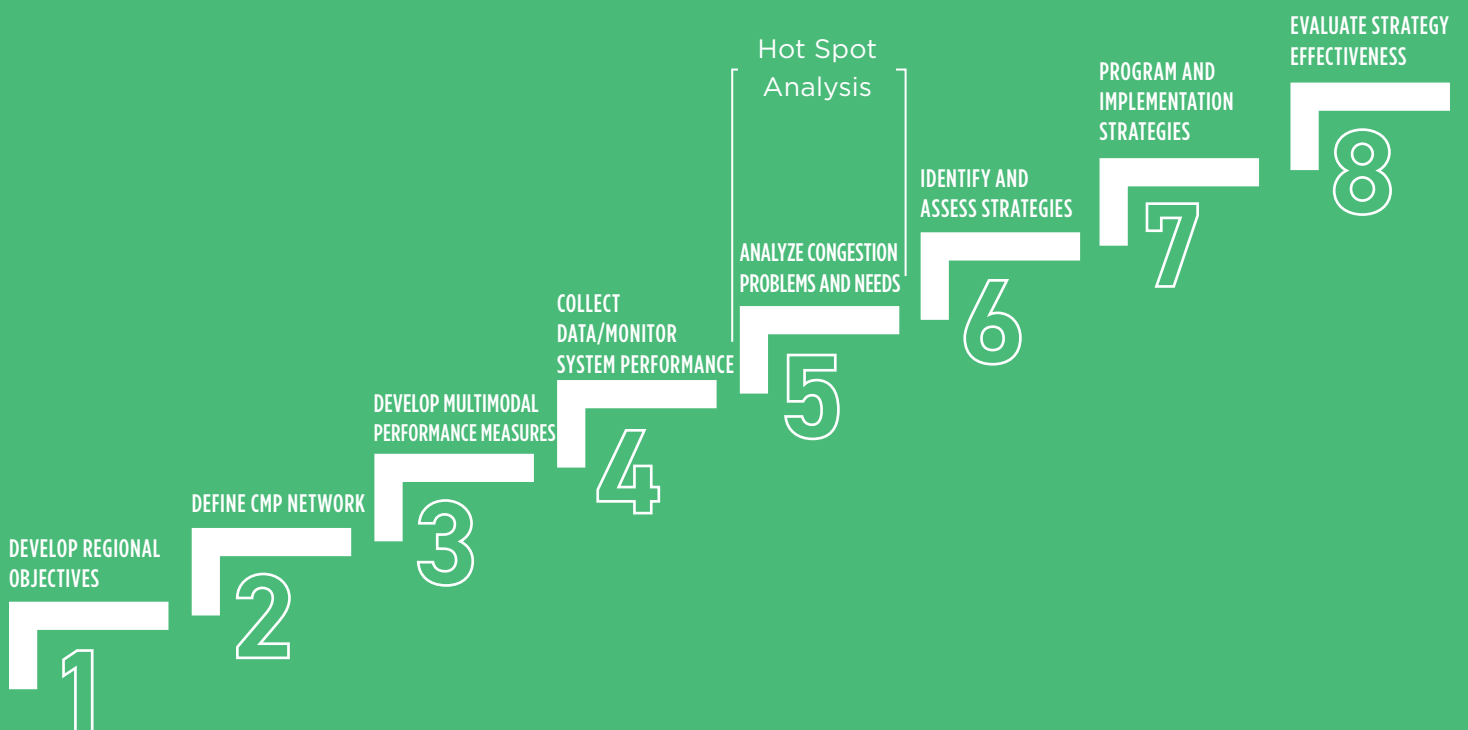 DEVELOP REGIONAL
OBJECTIVES
1
DEFINE CMP NETWORK
2
DEVELOP MULTIMODAL
PERFORMANCE MEASURES
3
COLLECT
DATA/MONITOR
SYSTEM PERFORMANCE
4
Hot Spot
Analysis
ANALYZE CONGESTION
PROBLEMS AND NEEDS
5
IDENTIFY AND
ASSESS STRATEGIES
6
PROGRAM AND
IMPLEMENTATION
STRATEGIES
7
EVALUATE STRATEGY
EFFECTIVENESS
8